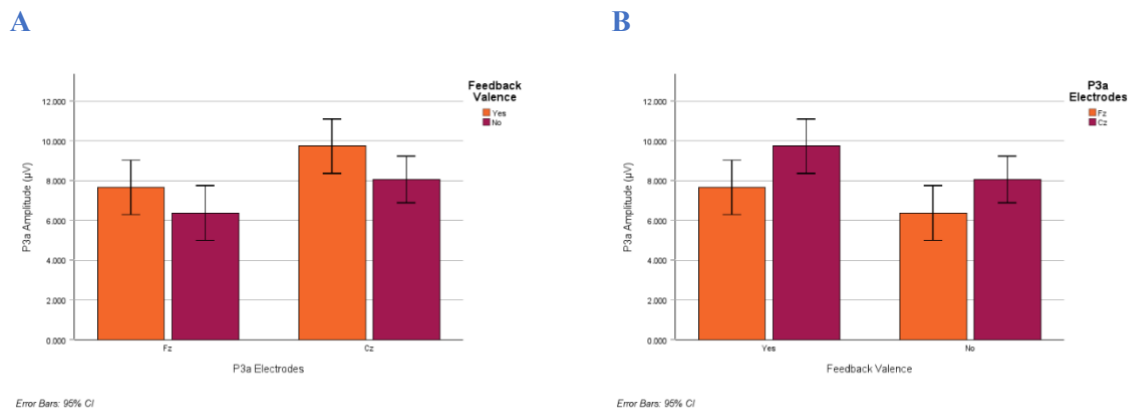 A
Feedback
Valence
Yes
No
12.000
10.000
8.000
6.000
4.000
2.000
0.000
P3a Amplitude (µV)
Fz
Cz
P3a Electrodes
Error Bars: 95% CI
B
P3a
Electrodes
Fz
Cz
12.000
10.000
8.000
6.000
4.000
2.000
0.000
P3a Amplitude (µV)
Yes
No
Feedback Valence
Error Bars: 95% CI